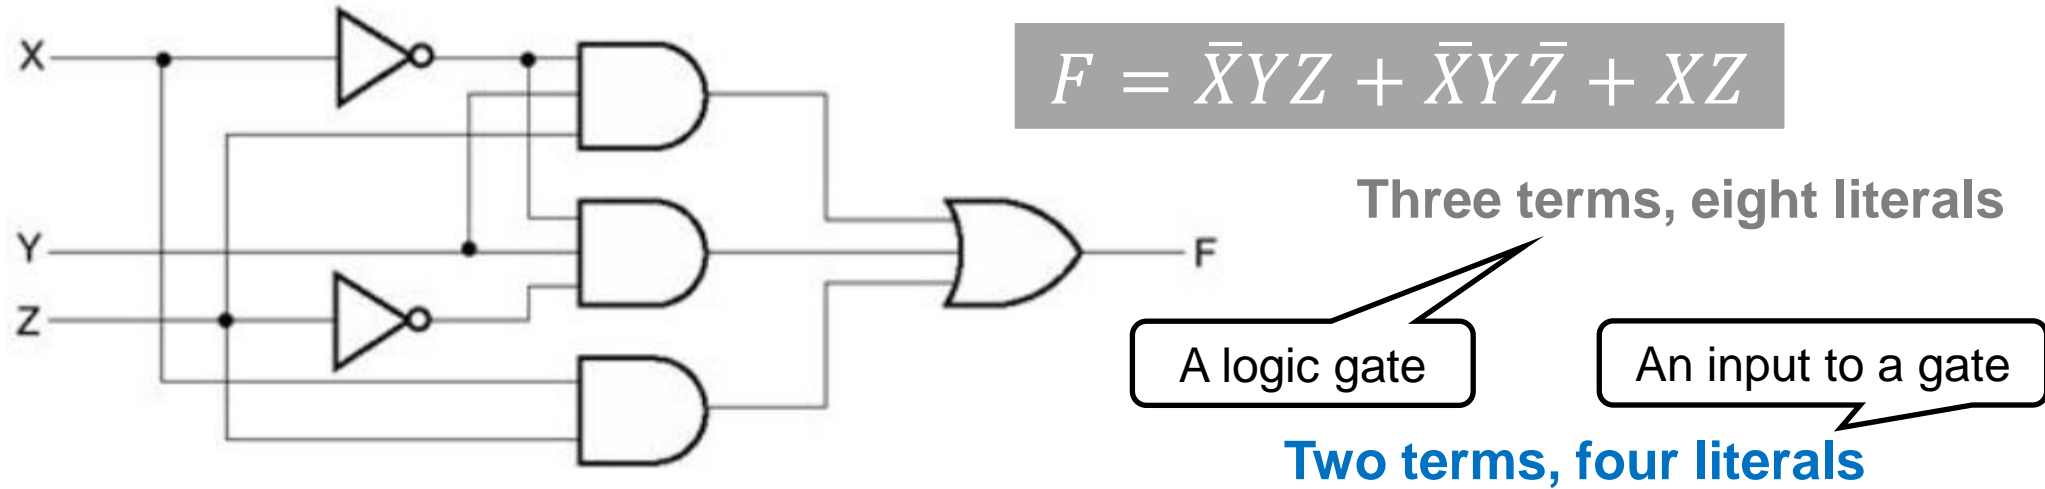 X
Y
Z
F
F = X̅YZ + X̅YZ̅ + XZ
Three terms, eight literals
A logic gate
An input to a gate
Two terms, four literals